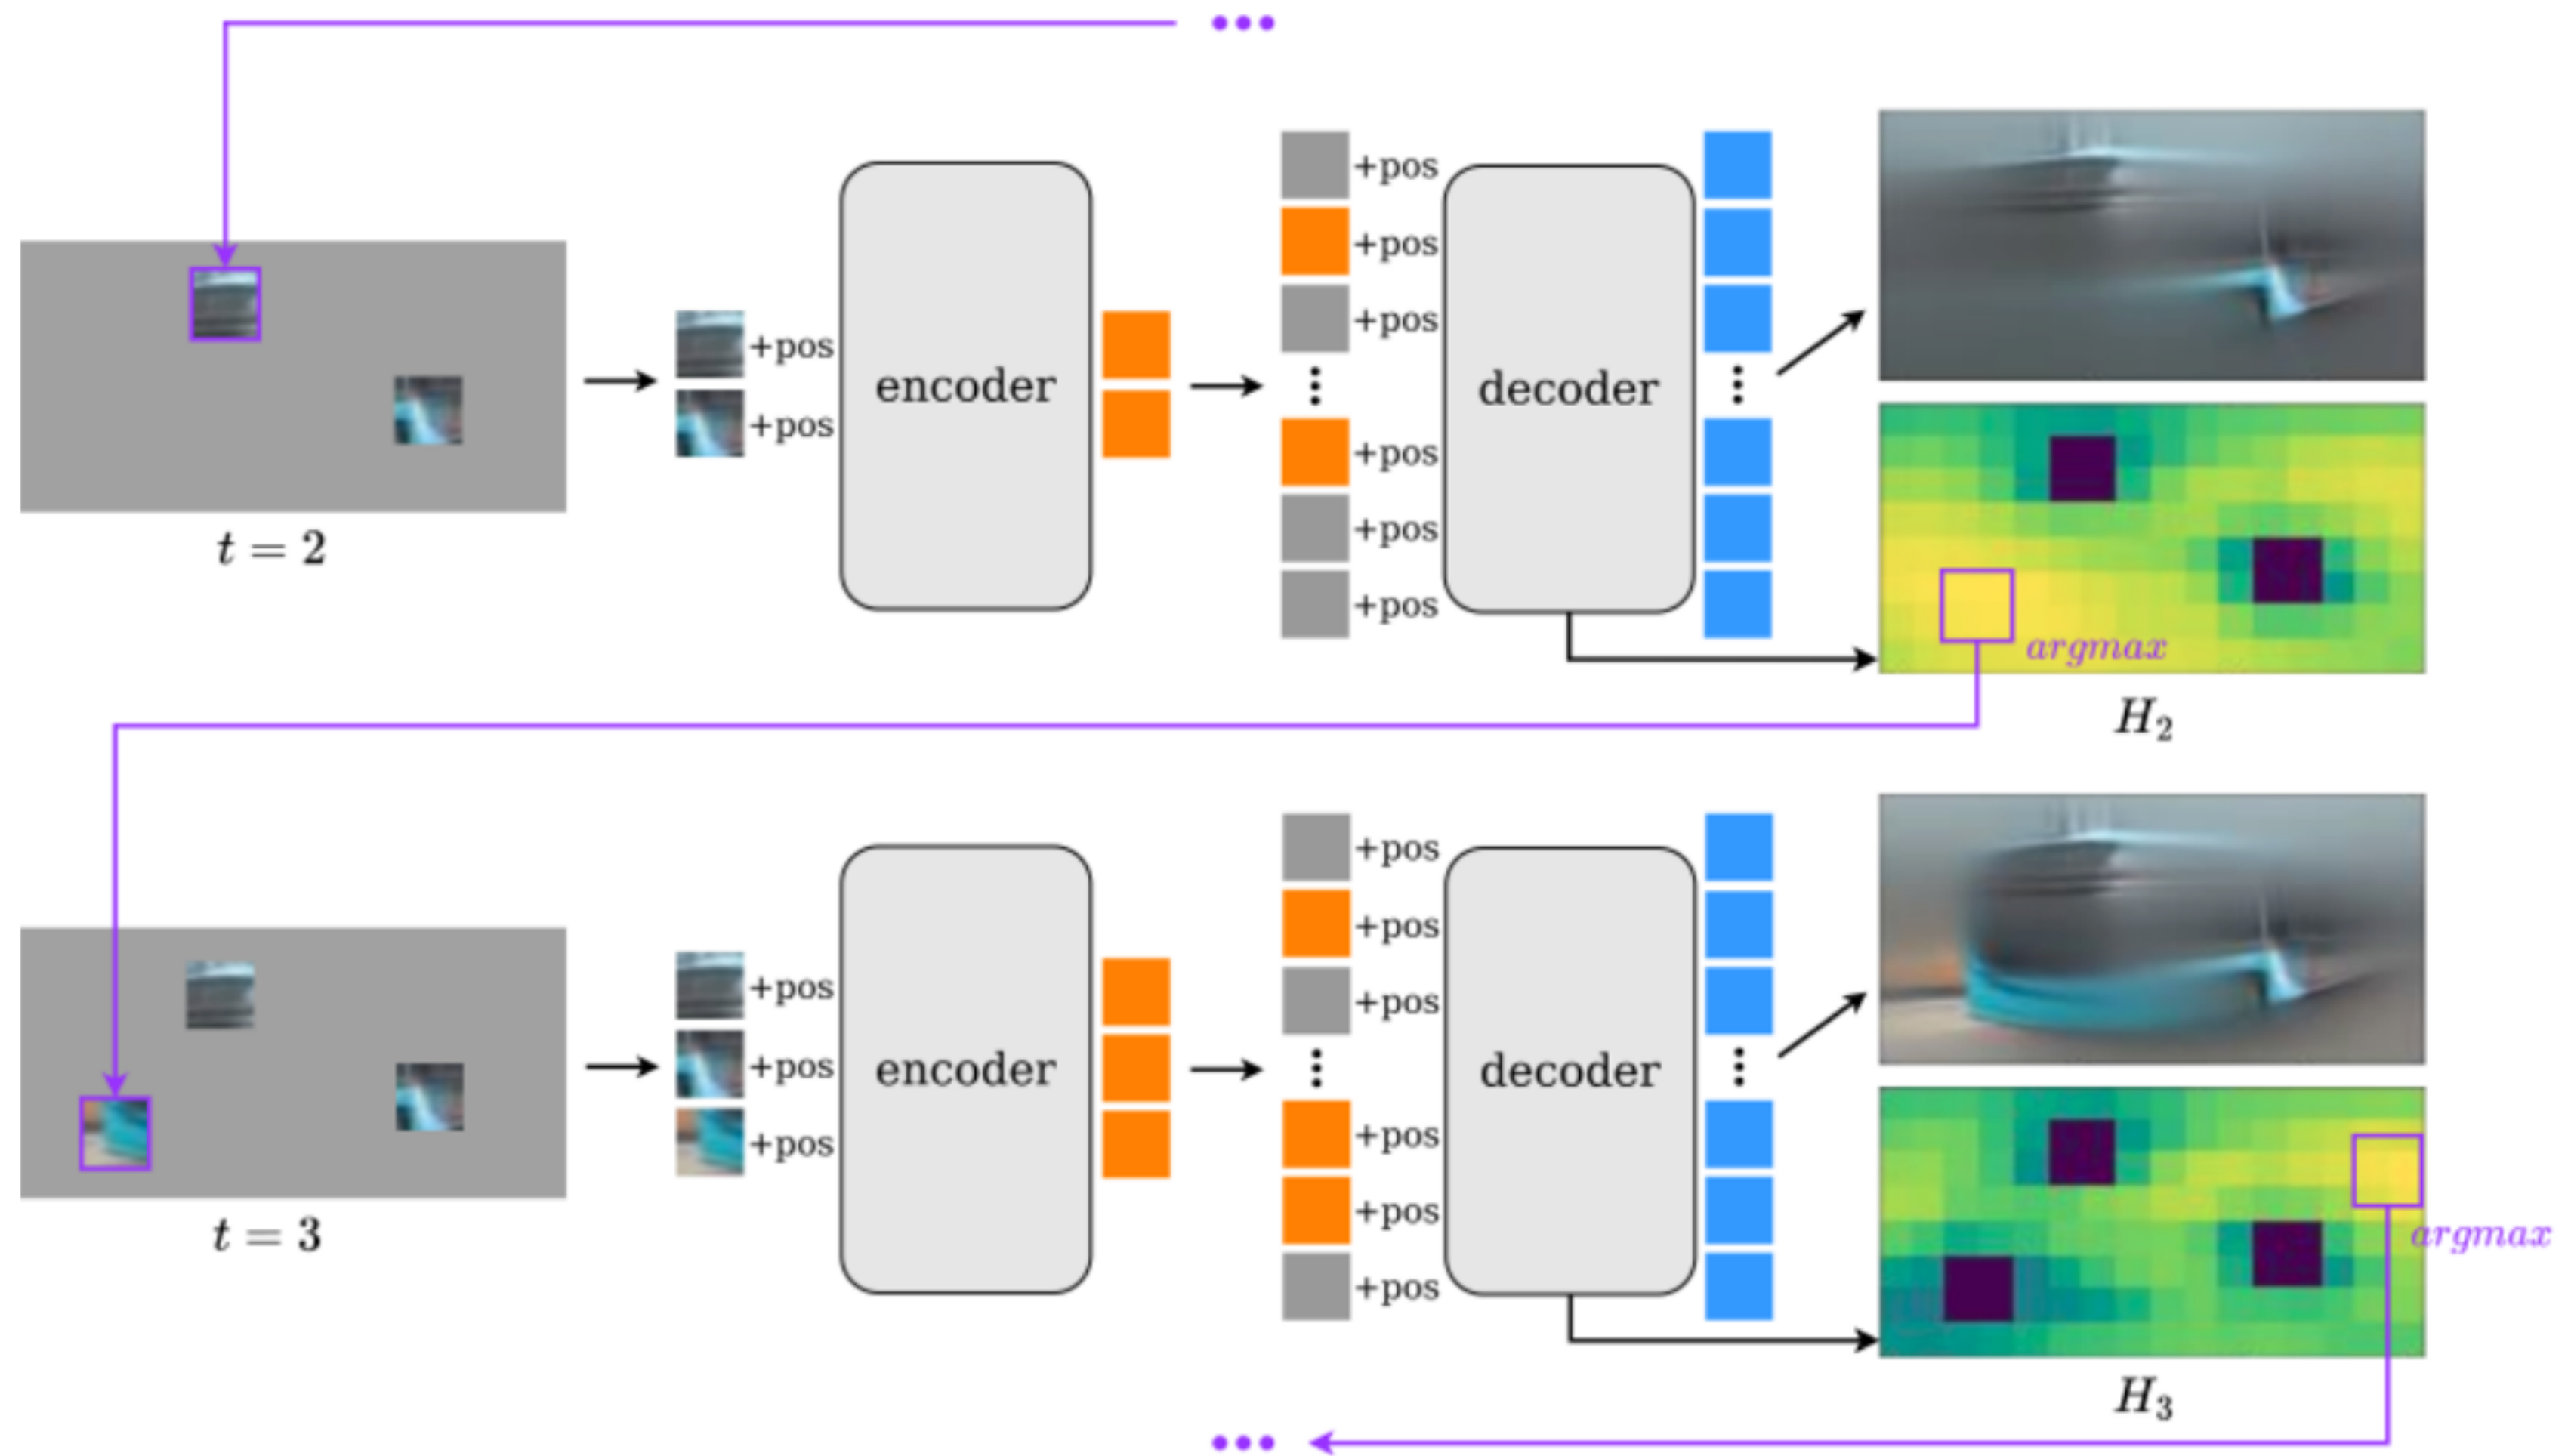 +pos
+pos
+pos
+pos
+pos
encoder
decoder
+pos
+pos
+pos
+pos
t = 2
argmax
H₂
+pos
+pos
+pos
+pos
+pos
+pos
encoder
decoder
+pos
+pos
+pos
t = 3
argmax
H₃